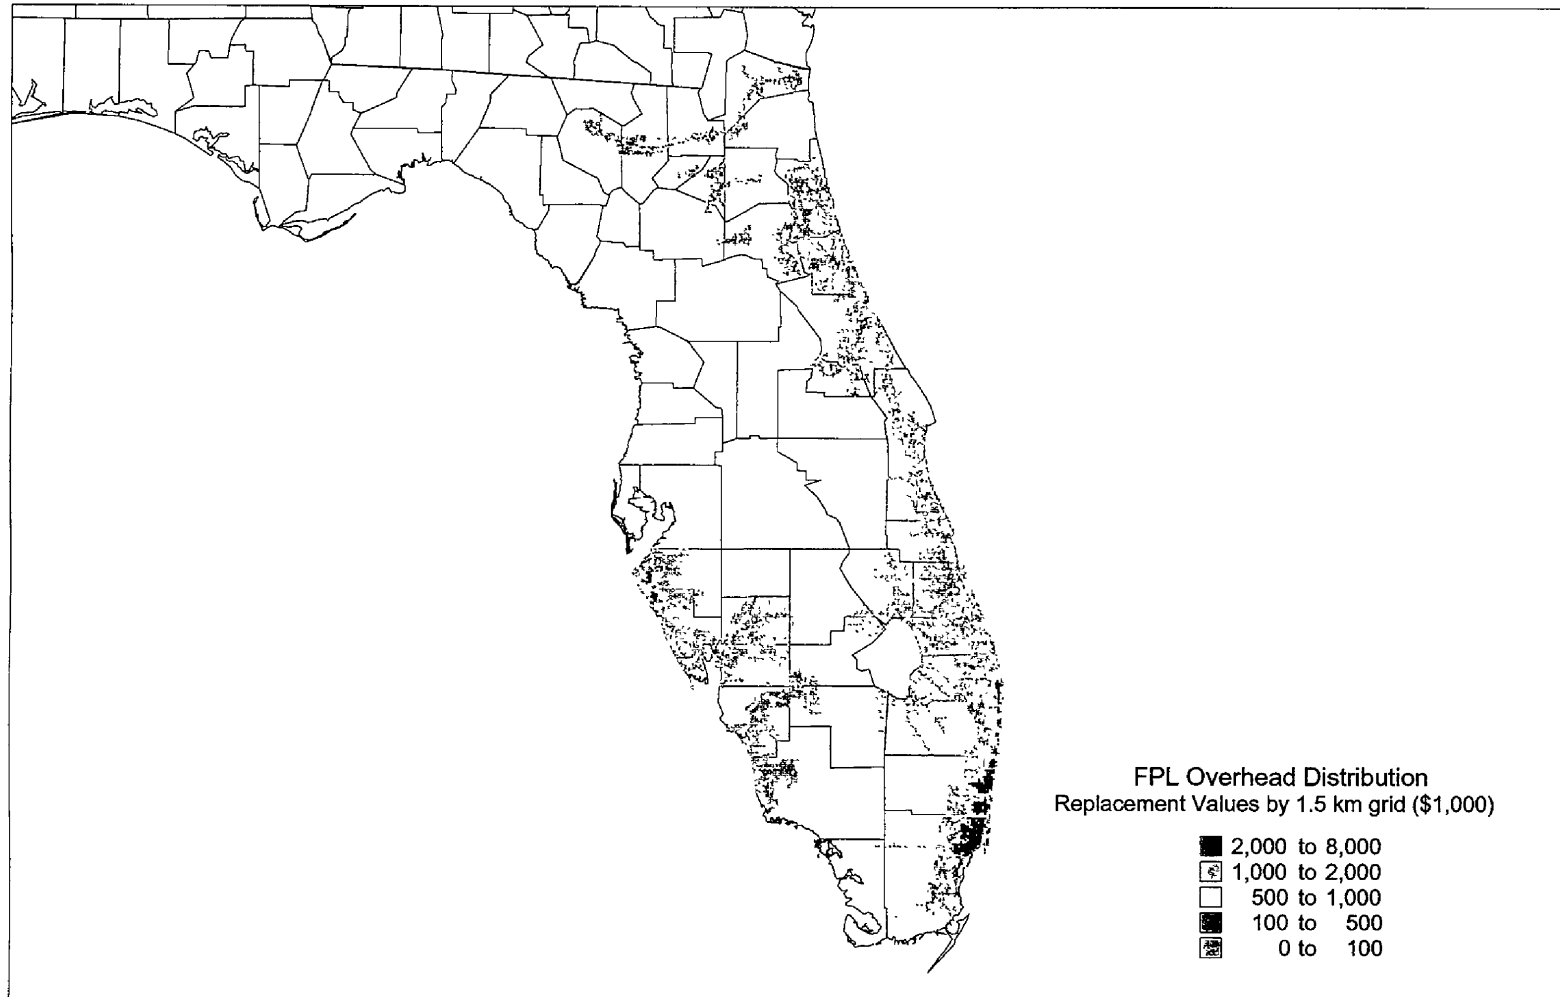 FPL Overhead Distribution
Replacement Values by 1.5 km grid ($1,000)
2,000 to 8,000
1,000 to 2,000
500 to 1,000
100 to 500
0 to 100